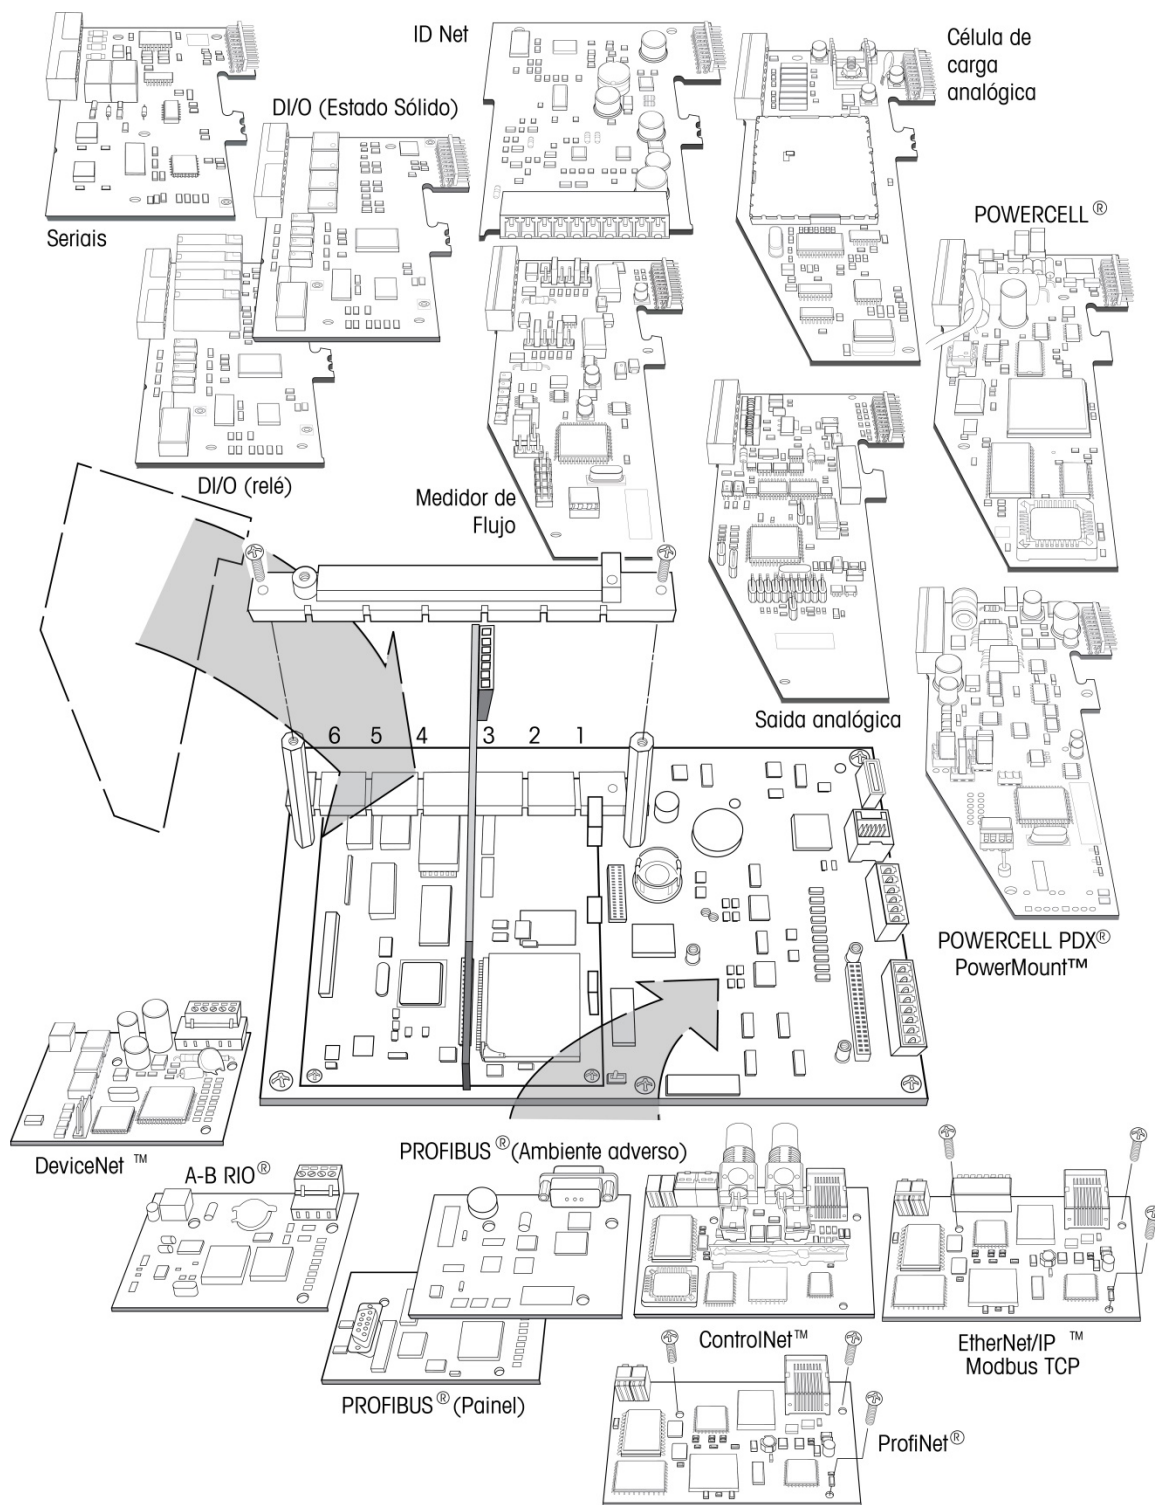 ID Net
Célula de
carga
analógica
DI/O (Estado Sólido)
POWERCELL ®
Seriais
DI/O (relé)
Medidor de
Flujo
Saida analógica
6 5 4 3 2 1
POWERCELL PDX®
PowerMount™
DeviceNet ™
PROFIBUS ® (Ambiente adverso)
A-B RIO®
ControlNet™
EtherNet/IP ™
Modbus TCP
PROFIBUS ® (Painel)
ProfiNet®